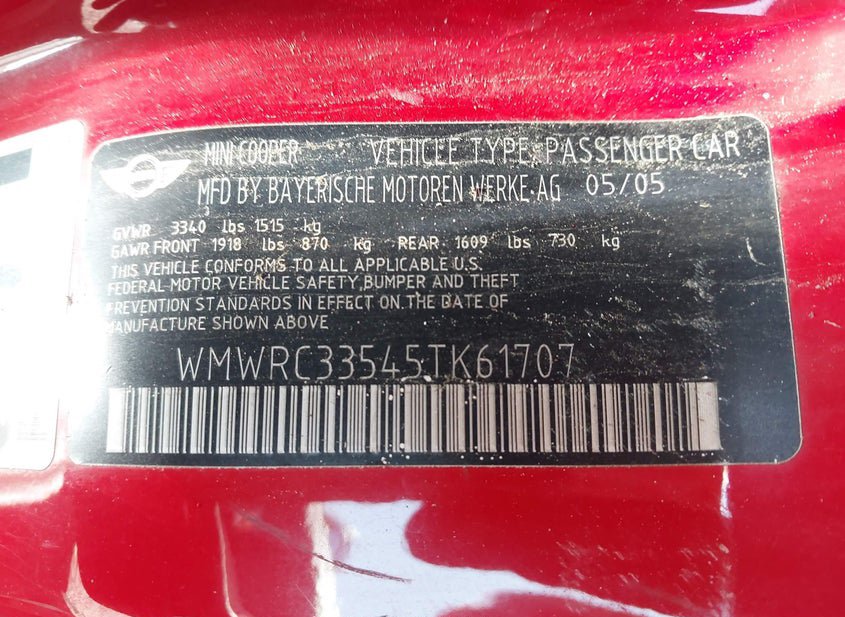 MINI COOPER VEHICLE TYPE: PASSENGER CAR
MFD BY BAYERISCHE MOTOREN WERKE AG 05/05
GVWR 3340 lbs 1515 kg
GAWR FRONT 1918 lbs 870 kg REAR 1609 lbs 730 kg
THIS VEHICLE CONFORMS TO ALL APPLICABLE U.S.
FEDERAL-MOTOR VEHICLE SAFETY,BUMPER AND THEFT
PREVENTION STANDARDS IN EFFECT ON THE DATE OF
MANUFACTURE SHOWN ABOVE
WMWRC33545TK61707